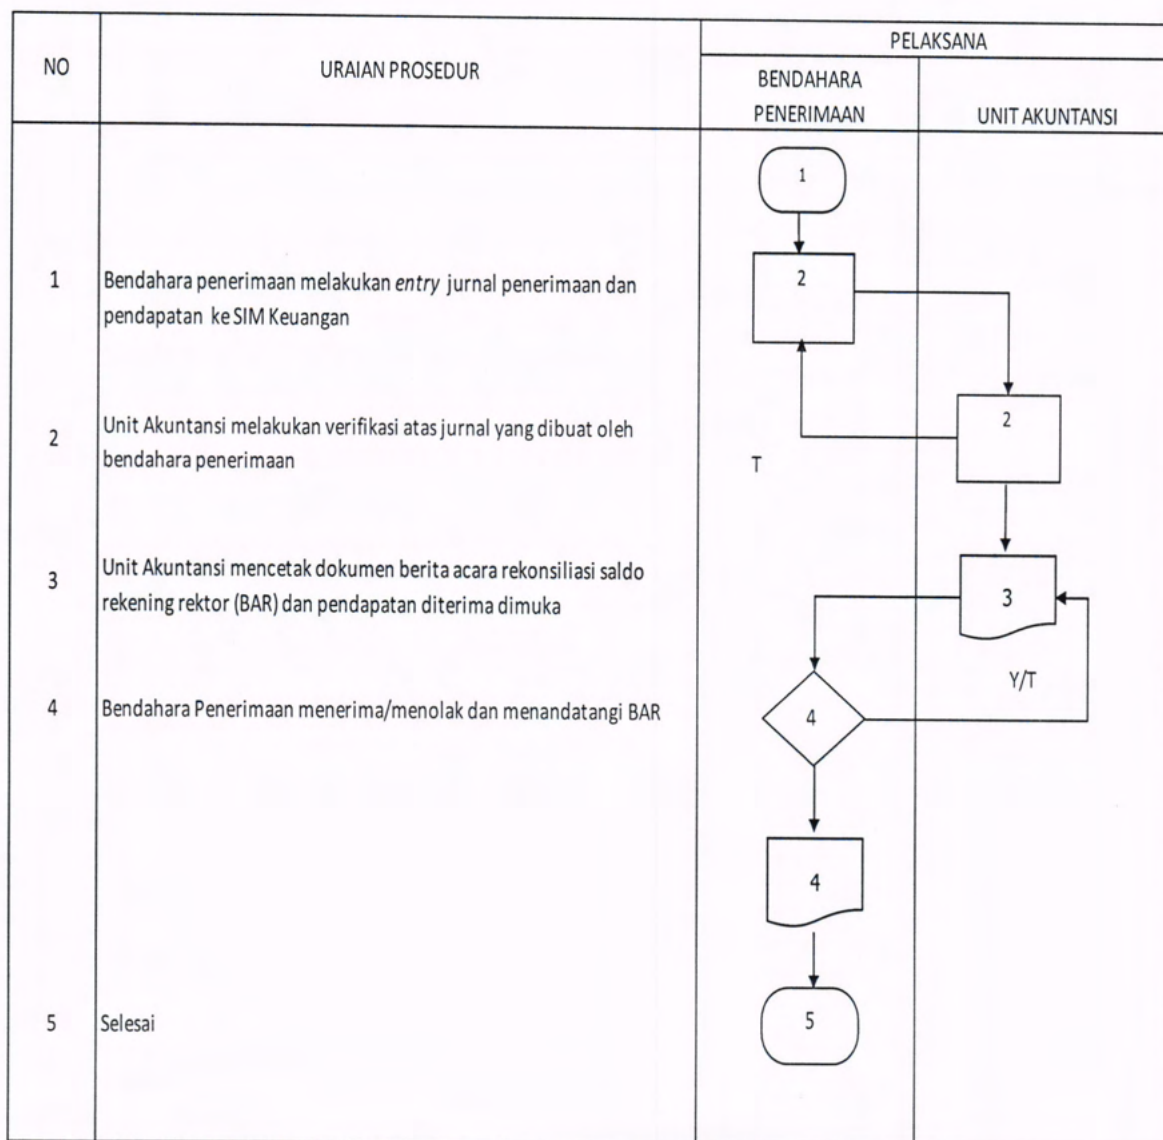 NO
URAIAN PROSEDUR
PELAKSANA
BENDAHARA
PENERIMAAN
UNIT AKUNTANSI
1
1
Bendahara penerimaan melakukan entry jurnal penerimaan dan
pendapatan ke SIM Keuangan
2
2
Unit Akuntansi melakukan verifikasi atas jurnal yang dibuat oleh
bendahara penerimaan
T
2
3
Unit Akuntansi mencetak dokumen berita acara rekonsiliasi saldo
rekening rektor (BAR) dan pendapatan diterima dimuka
3
Y/T
4
Bendahara Penerimaan menerima/menolak dan menandatangi BAR
4
4
5
Selesai
5